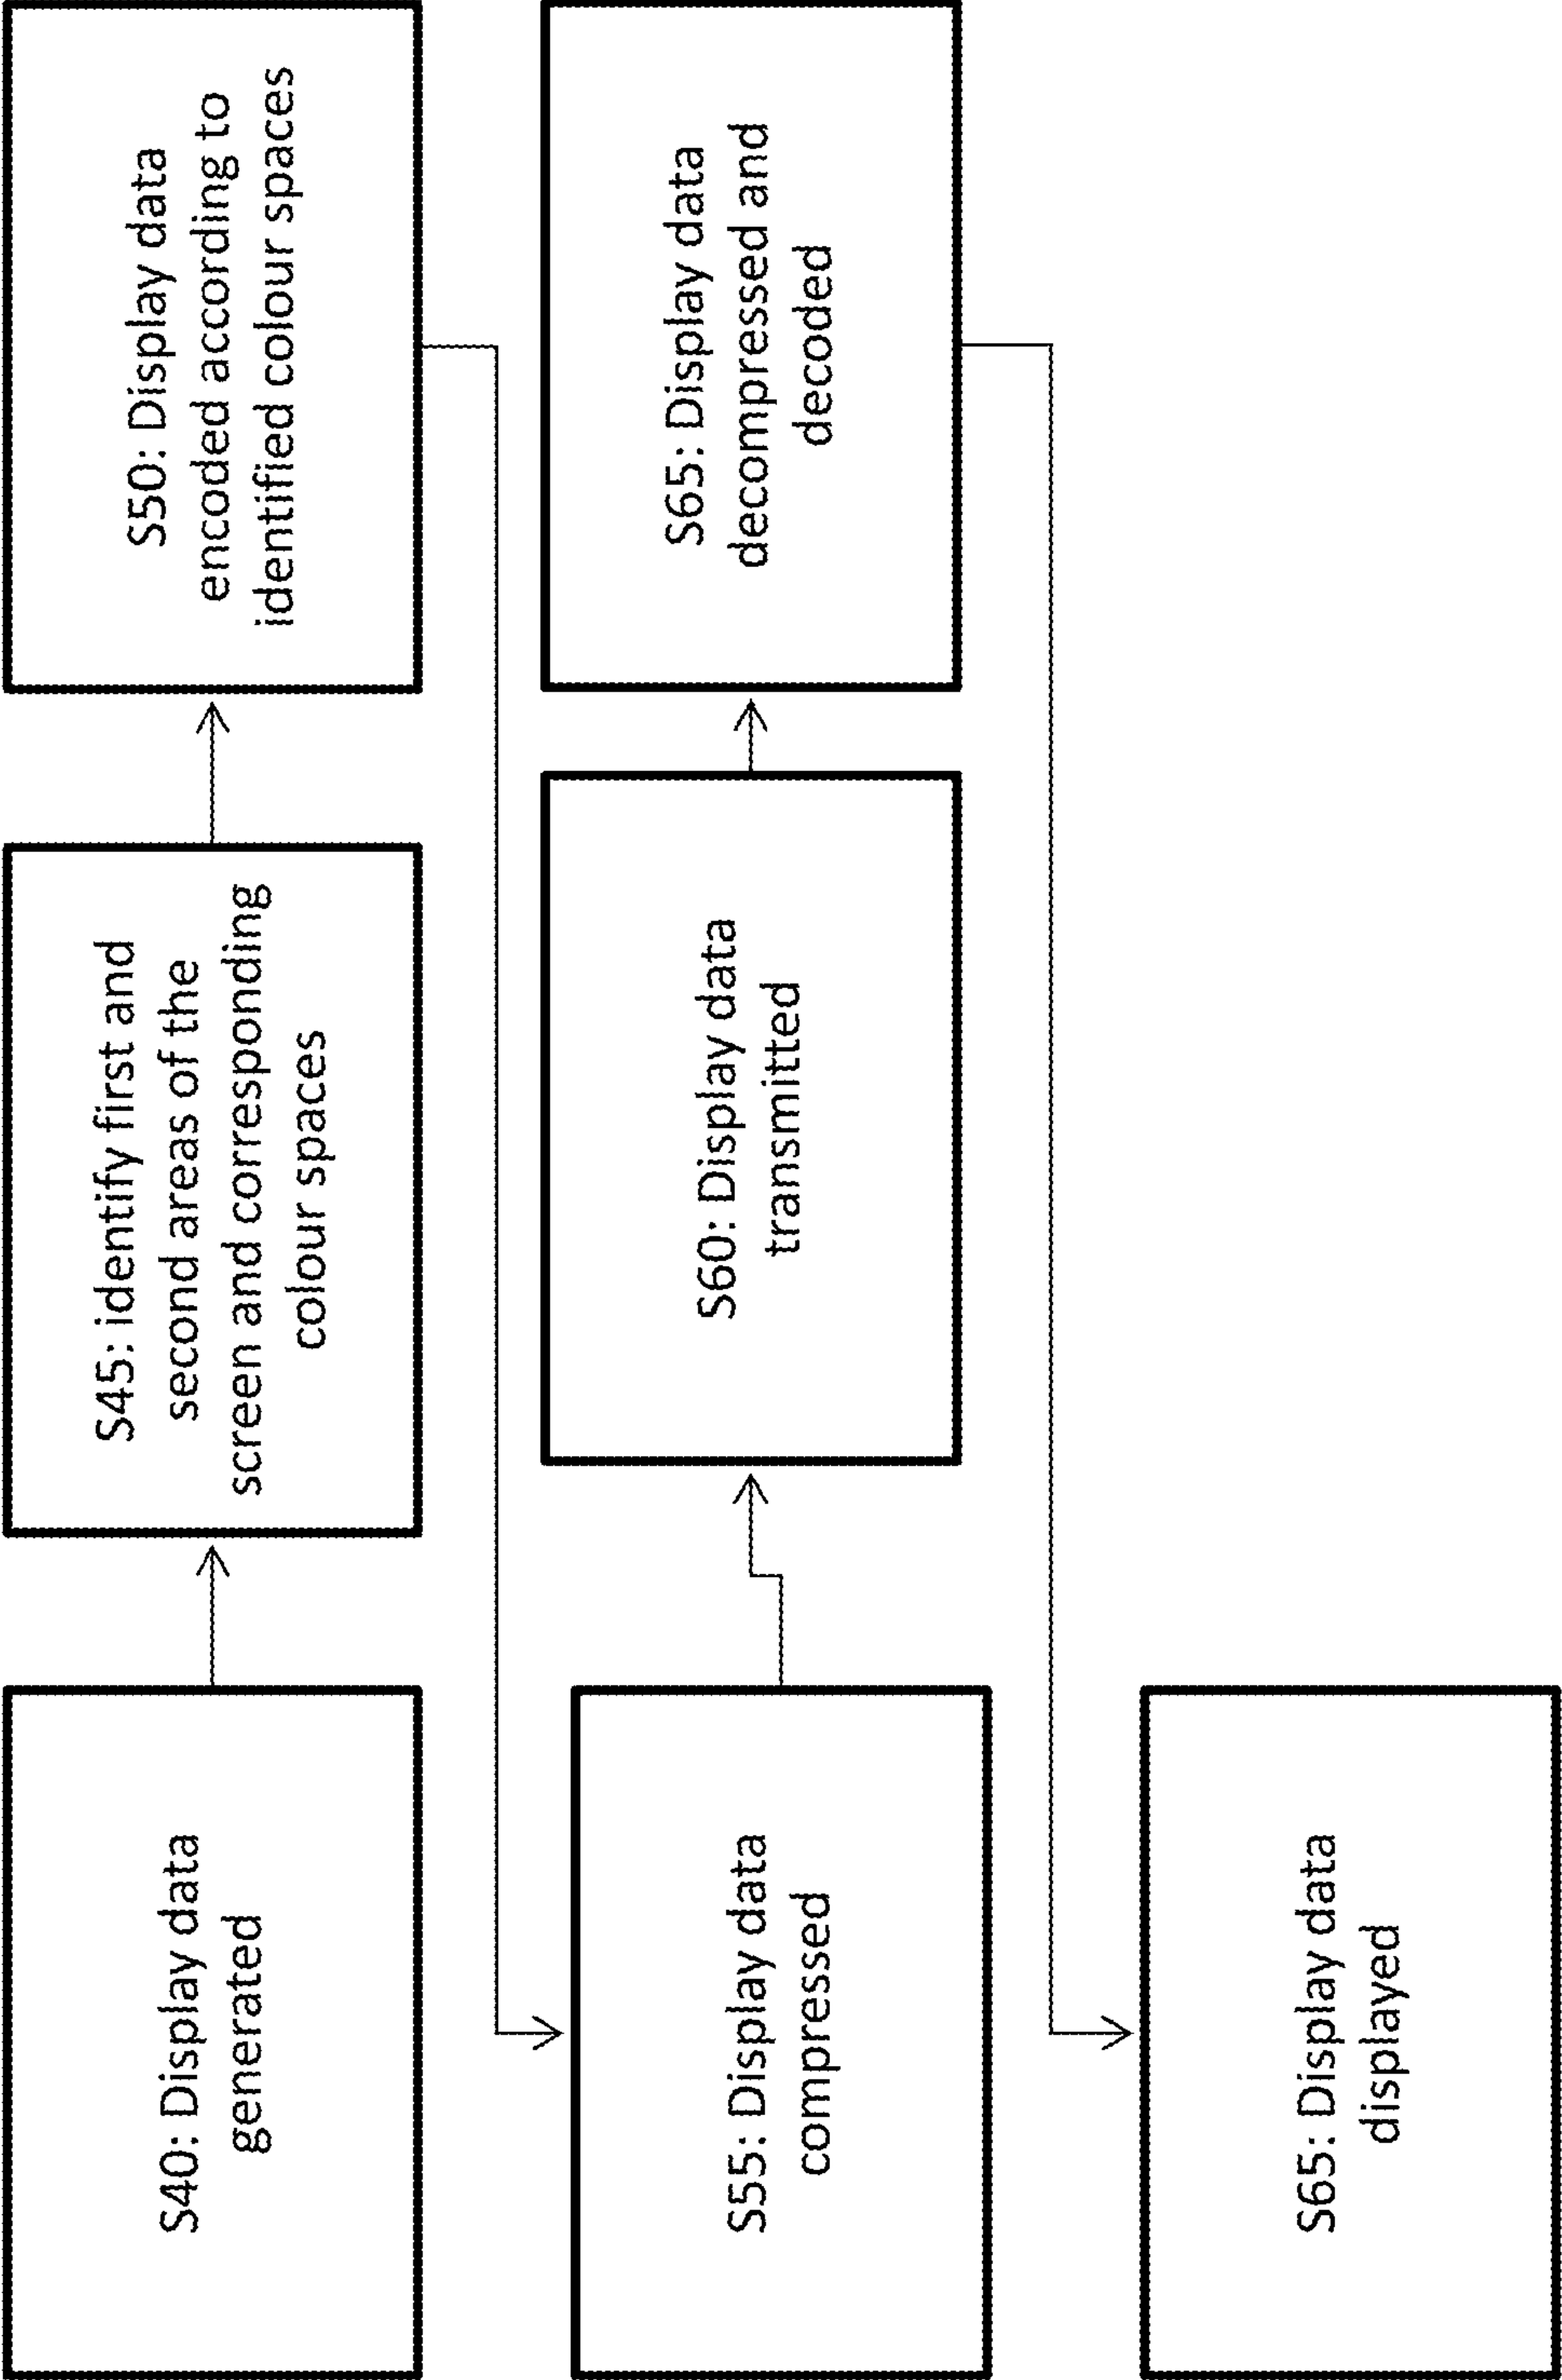 S40: Display data
generated
S45: identify first and
second areas of the
screen and corresponding
colour spaces
S50: Display data
encoded according to
identified colour spaces
S55: Display data
compressed
S60: Display data
transmitted
S65: Display data
decompressed and
decoded
S65: Display data
displayed